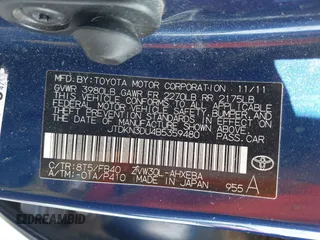 MFD. BY: TOYOTA MOTOR CORPORATION 11/11
GVWR 3980LB GAWR FR 2270LB RR 2175LB
THIS VEHICLE CONFORMS TO ALL APPLICABLE
FEDERAL MOTOR VEHICLE SAFETY, BUMPER, AND
THEFT PREVENTION STANDARDS IN EFFECT ON
THE DATE OF MANUFACTURE SHOWN ABOVE.
JTDKN3DU4B5359480 PASS.CAR
C/TR: 8T5/FB40 ZVW30L-AHXEBA
A/TM: -01A/P410 MADE IN JAPAN 955 A
TOYOTA